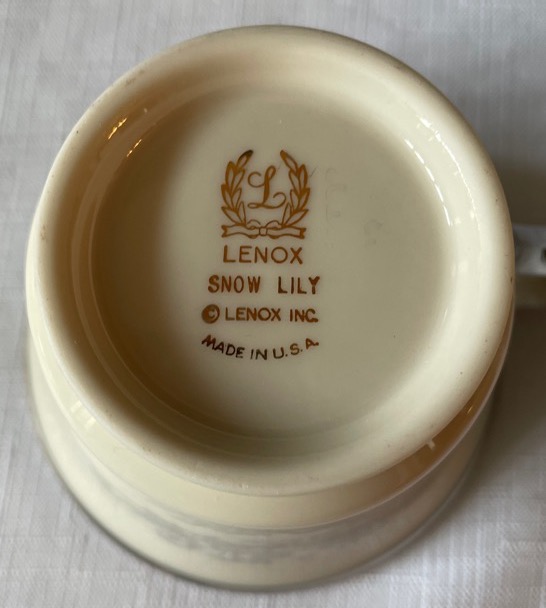 L
LENOX
SNOW LILY
© LENOX INC.
MADE IN U.S.A.